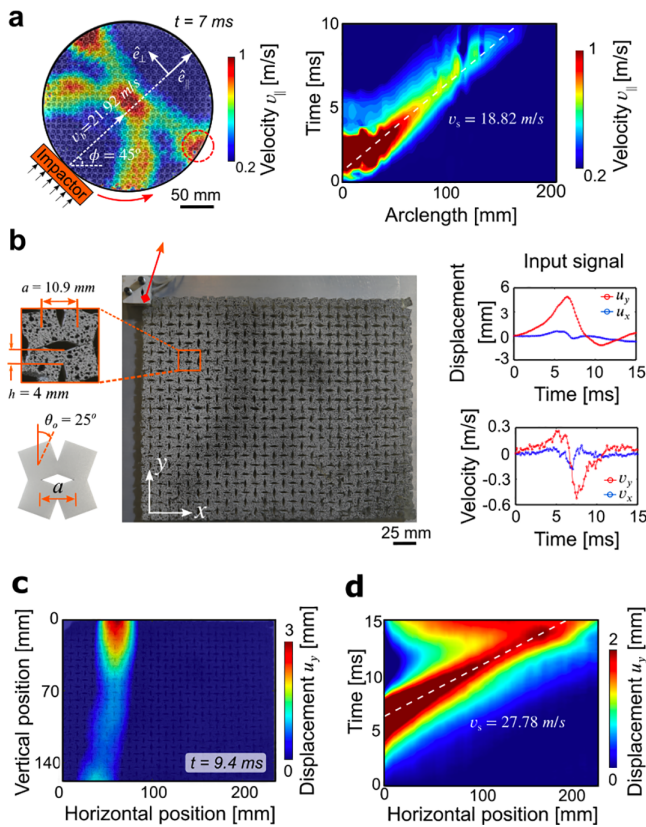 a
t = 7 ms
ê⊥
ê∥
v_b=21.92 m/s
ϕ = 45°
Impactor
50 mm
1
0.2
Velocity v∥ [m/s]
10
5
0
Time [ms]
v_s = 18.82 m/s
0
100
200
Arclength [mm]
1
0.2
Velocity v∥ [m/s]
b
a = 10.9 mm
h = 4 mm
θ_o = 25°
a
y
x
25 mm
Input signal
Displacement
[mm]
6
3
0
-3
u_y
u_x
0 5 10 15
Time [ms]
Velocity [m/s]
0.3
0
-0.3
-0.6
v_y
v_x
0 5 10 15
Time [ms]
c
Vertical position [mm]
0
70
140
t = 9.4 ms
0
100
200
Horizontal position [mm]
3
0
Displacement u_y [mm]
d
Time [ms]
15
10
5
0
v_s = 27.78 m/s
0
100
200
Horizontal position [mm]
2
0
Displacement u_y [mm]